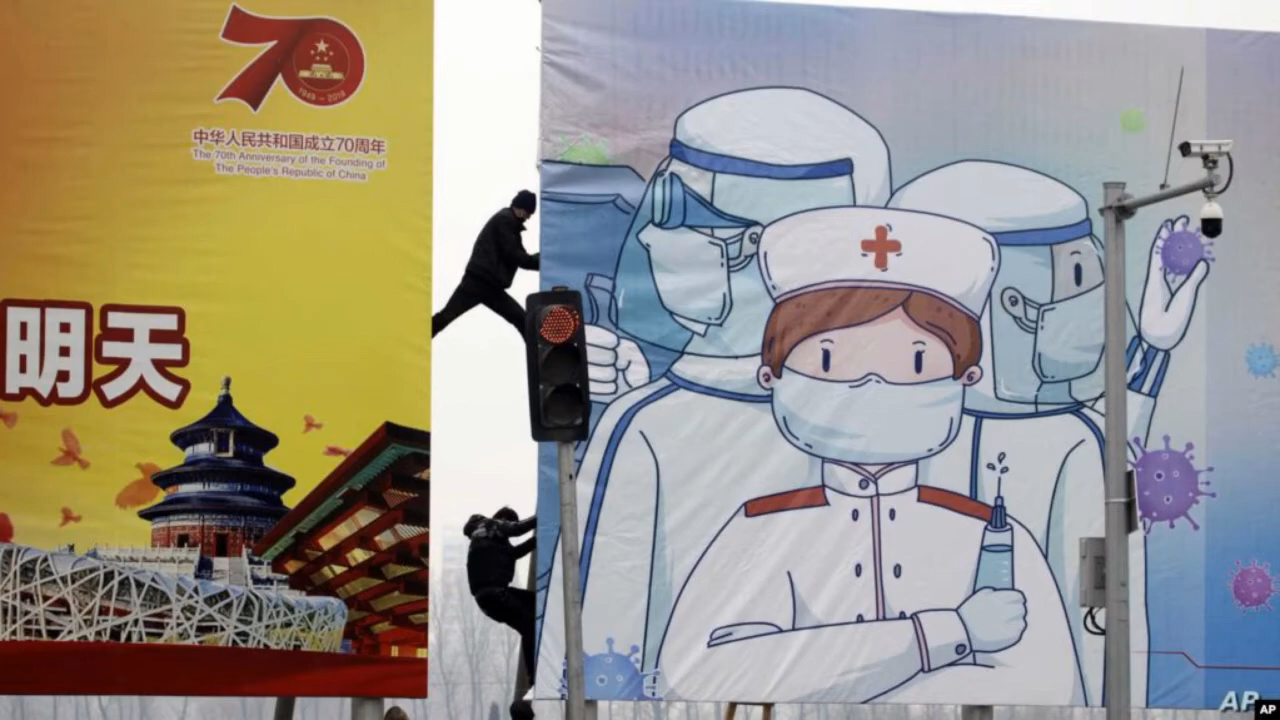 70
1949 – 2019
中华人民共和国成立70周年
The 70th Anniversary of the Founding of
The People's Republic of China
明天
AP
AP